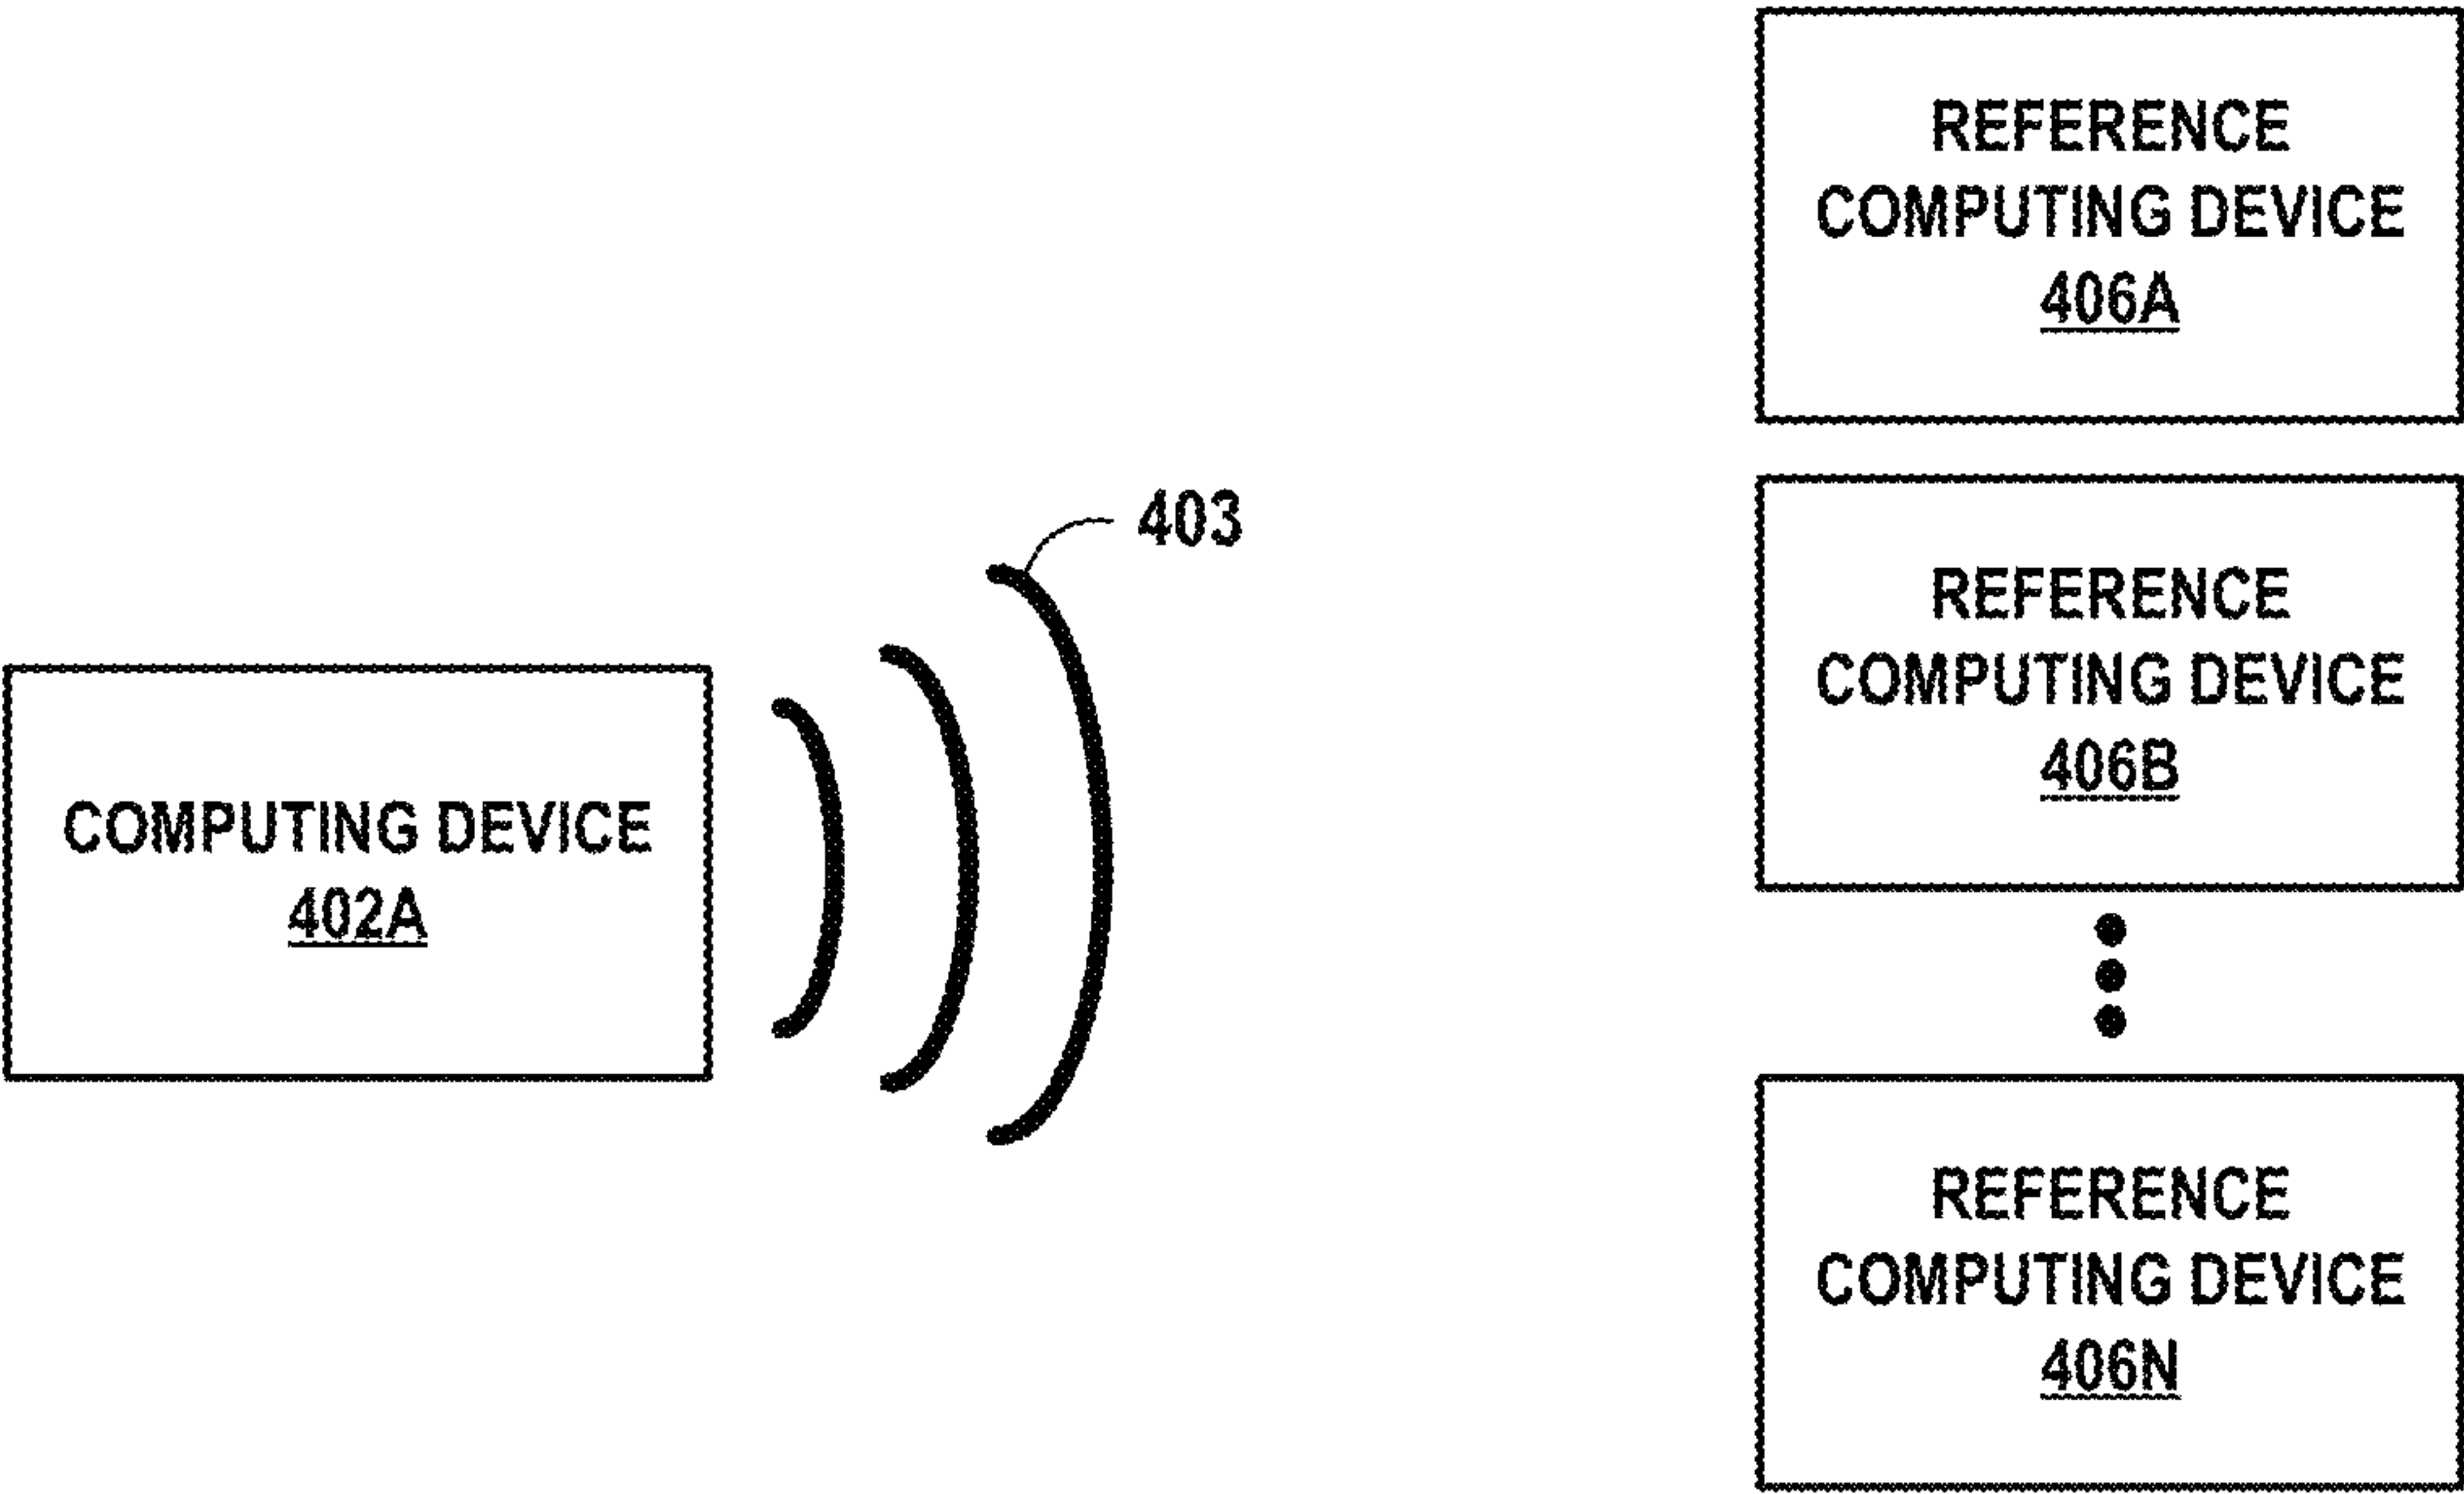 REFERENCE
COMPUTING DEVICE
406A
403
REFERENCE
COMPUTING DEVICE
406B
COMPUTING DEVICE
402A
REFERENCE
COMPUTING DEVICE
406N